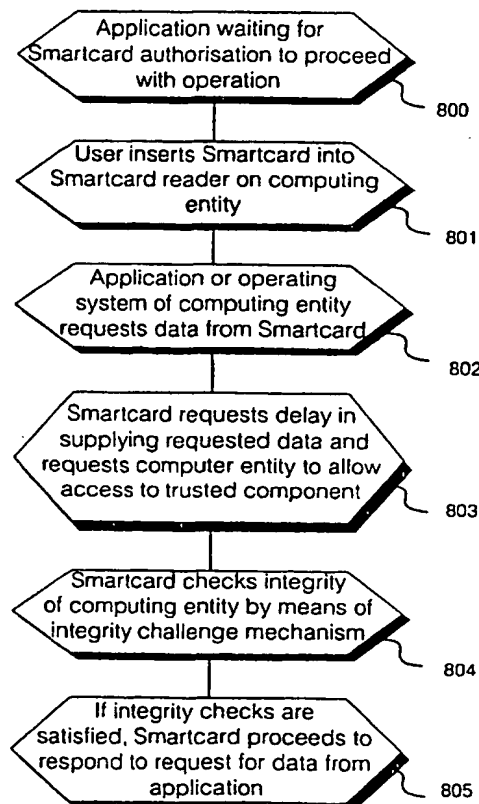 Application waiting for
Smartcard authorisation to proceed
with operation
800
User inserts Smartcard into
Smartcard reader on computing
entity
801
Application or operating
system of computing entity
requests data from Smartcard
802
Smartcard requests delay in
supplying requested data and
requests computer entity to allow
access to trusted component
803
Smartcard checks integrity
of computing entity by means of
integrity challenge mechanism
804
If integrity checks are
satisfied, Smartcard proceeds to
respond to request for data from
application
805